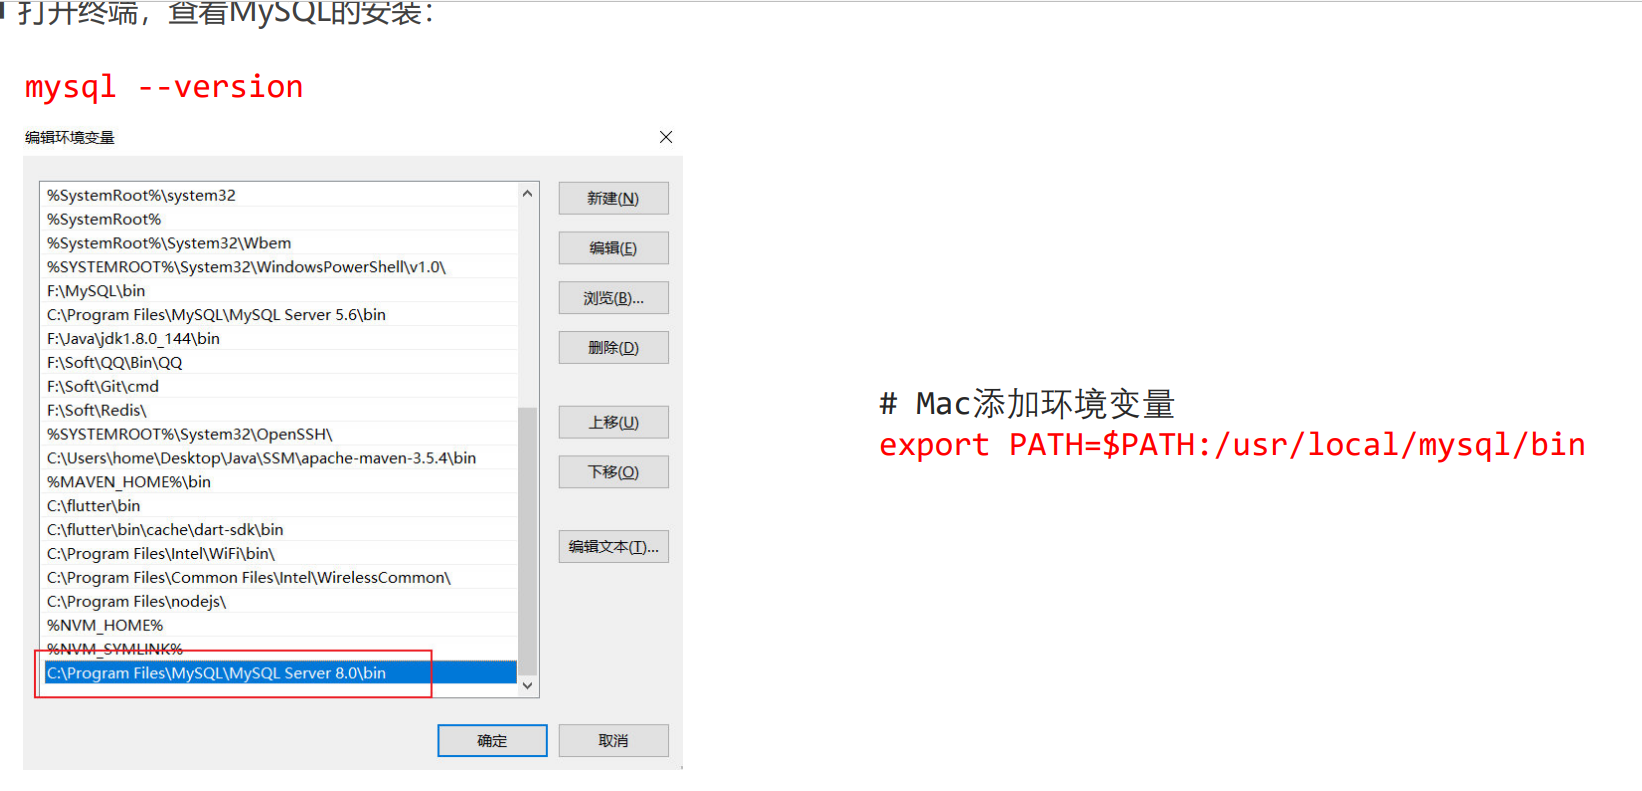 打开终端，查看MySQL的安装：
mysql --version
编辑环境变量
%SystemRoot%\system32
%SystemRoot%
%SystemRoot%\System32\Wbem
%SYSTEMROOT%\System32\WindowsPowerShell\v1.0\
F:\MySQL\bin
C:\Program Files\MySQL\MySQL Server 5.6\bin
F:\Java\jdk1.8.0_144\bin
F:\Soft\QQ\Bin\QQ
F:\Soft\Git\cmd
F:\Soft\Redis\
%SYSTEMROOT%\System32\OpenSSH\
C:\Users\home\Desktop\Java\SSM\apache-maven-3.5.4\bin
%MAVEN_HOME%\bin
C:\flutter\bin
C:\flutter\bin\cache\dart-sdk\bin
C:\Program Files\Intel\WiFi\bin\
C:\Program Files\Common Files\Intel\WirelessCommon\
C:\Program Files\nodejs\
%NVM_HOME%
%NVM_SYMLINK%
C:\Program Files\MySQL\MySQL Server 8.0\bin
新建(N)
编辑(E)
浏览(B)...
删除(D)
上移(U)
下移(O)
编辑文本(T)...
确定
取消
# Mac添加环境变量
export PATH=$PATH:/usr/local/mysql/bin